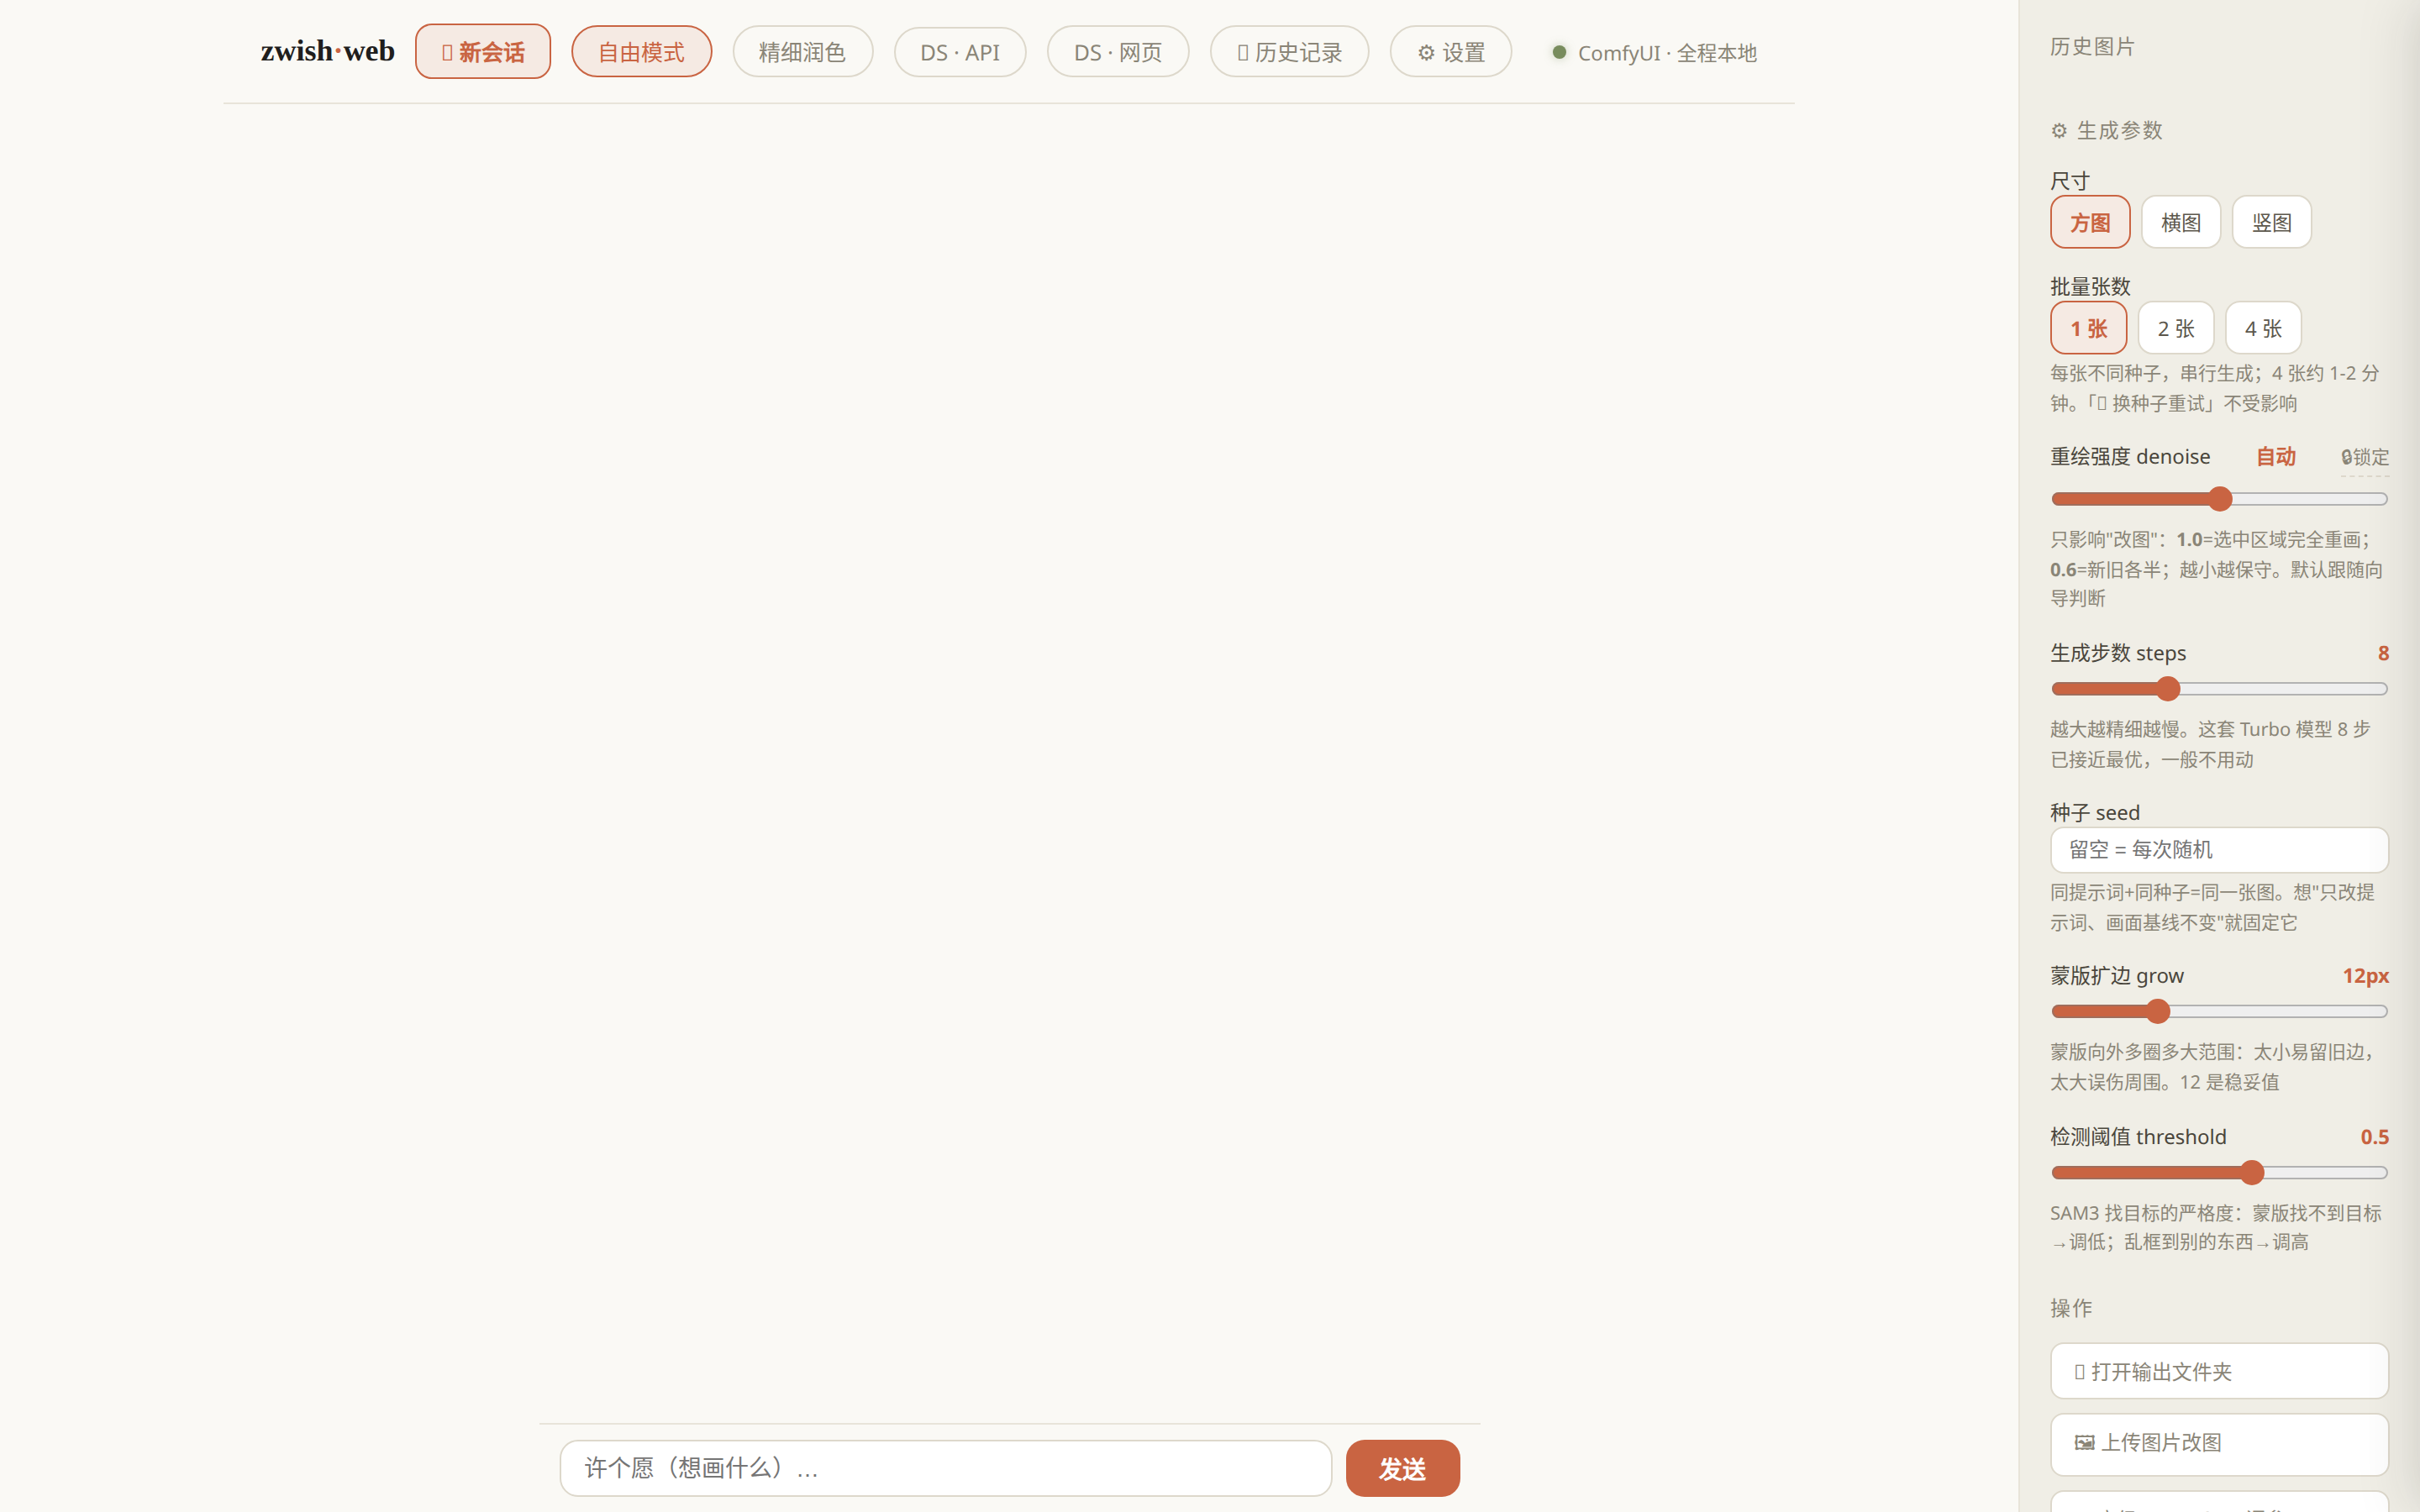 zwish·web
新会话
自由模式
精细润色
DS · API
DS · 网页
历史记录
⚙ 设置
ComfyUI · 全程本地
历史图片
⚙ 生成参数
尺寸
方图 横图 竖图
批量张数
1 张 2 张 4 张
每张不同种子，串行生成；4 张约 1-2 分
钟。「▯ 换种子重试」不受影响
重绘强度 denoise 自动 🔒锁定
只影响"改图"：1.0=选中区域完全重画；
0.6=新旧各半；越小越保守。默认跟随向
导判断
生成步数 steps 8
越大越精细越慢。这套 Turbo 模型 8 步
已接近最优，一般不用动
种子 seed
留空 = 每次随机
同提示词+同种子=同一张图。想"只改提
示词、画面基线不变"就固定它
蒙版扩边 grow 12px
蒙版向外多圈多大范围：太小易留旧边，
太大误伤周围。12 是稳妥值
检测阈值 threshold 0.5
SAM3 找目标的严格度：蒙版找不到目标
→调低；乱框到别的东西→调高
操作
打开输出文件夹
🖼 上传图片改图
许个愿（想画什么）…
发送